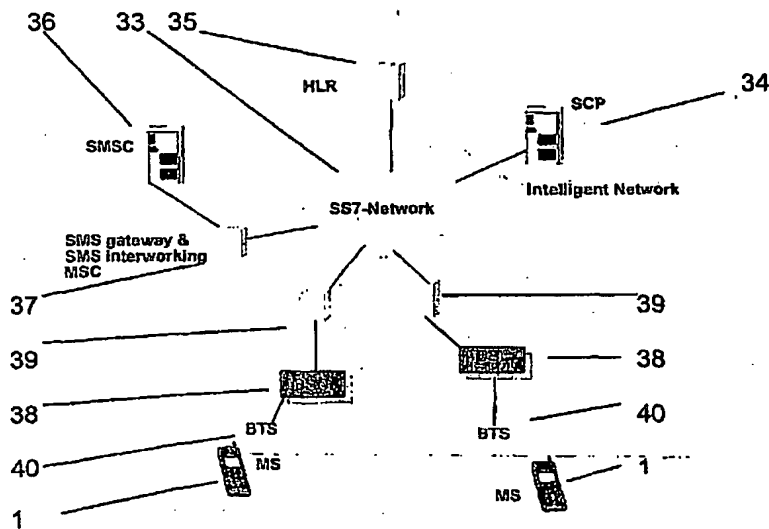 36 33 35
34
HLR
SCP
SMSC
Intelligent Network
SS7-Network
SMS gateway &
SMS interworking
MSC
37
39
39
38
38
40
BTS
BTS
40
MS
1
MS
1